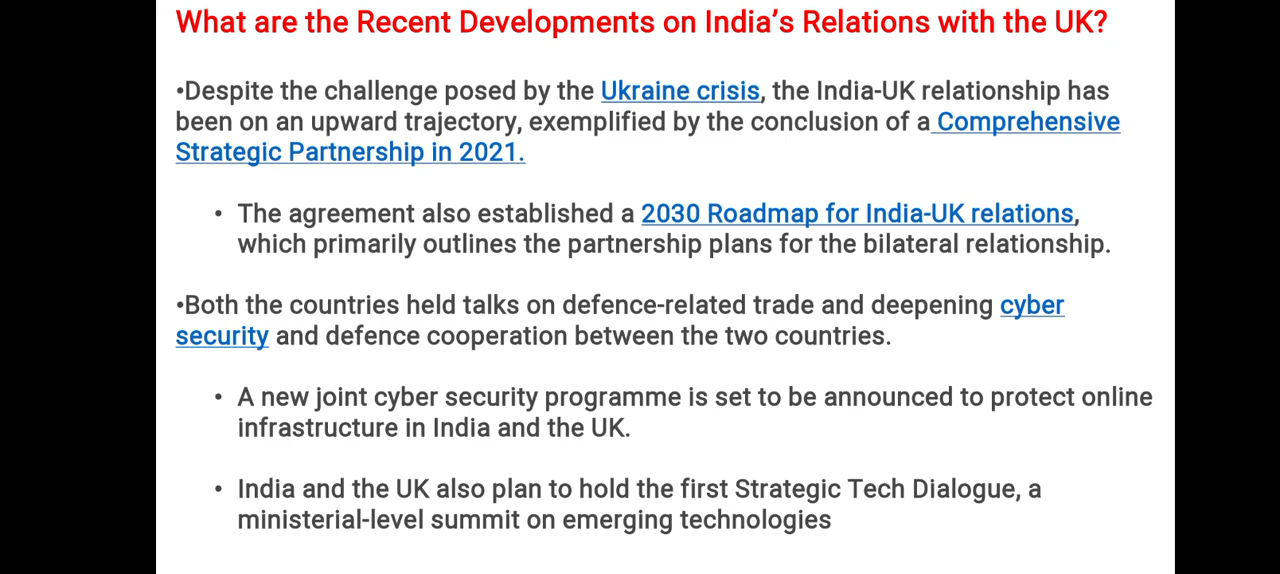 What are the Recent Developments on India’s Relations with the UK?
•Despite the challenge posed by the Ukraine crisis, the India-UK relationship has
been on an upward trajectory, exemplified by the conclusion of a Comprehensive
Strategic Partnership in 2021.
• The agreement also established a 2030 Roadmap for India-UK relations,
which primarily outlines the partnership plans for the bilateral relationship.
•Both the countries held talks on defence-related trade and deepening cyber
security and defence cooperation between the two countries.
• A new joint cyber security programme is set to be announced to protect online
infrastructure in India and the UK.
• India and the UK also plan to hold the first Strategic Tech Dialogue, a
ministerial-level summit on emerging technologies